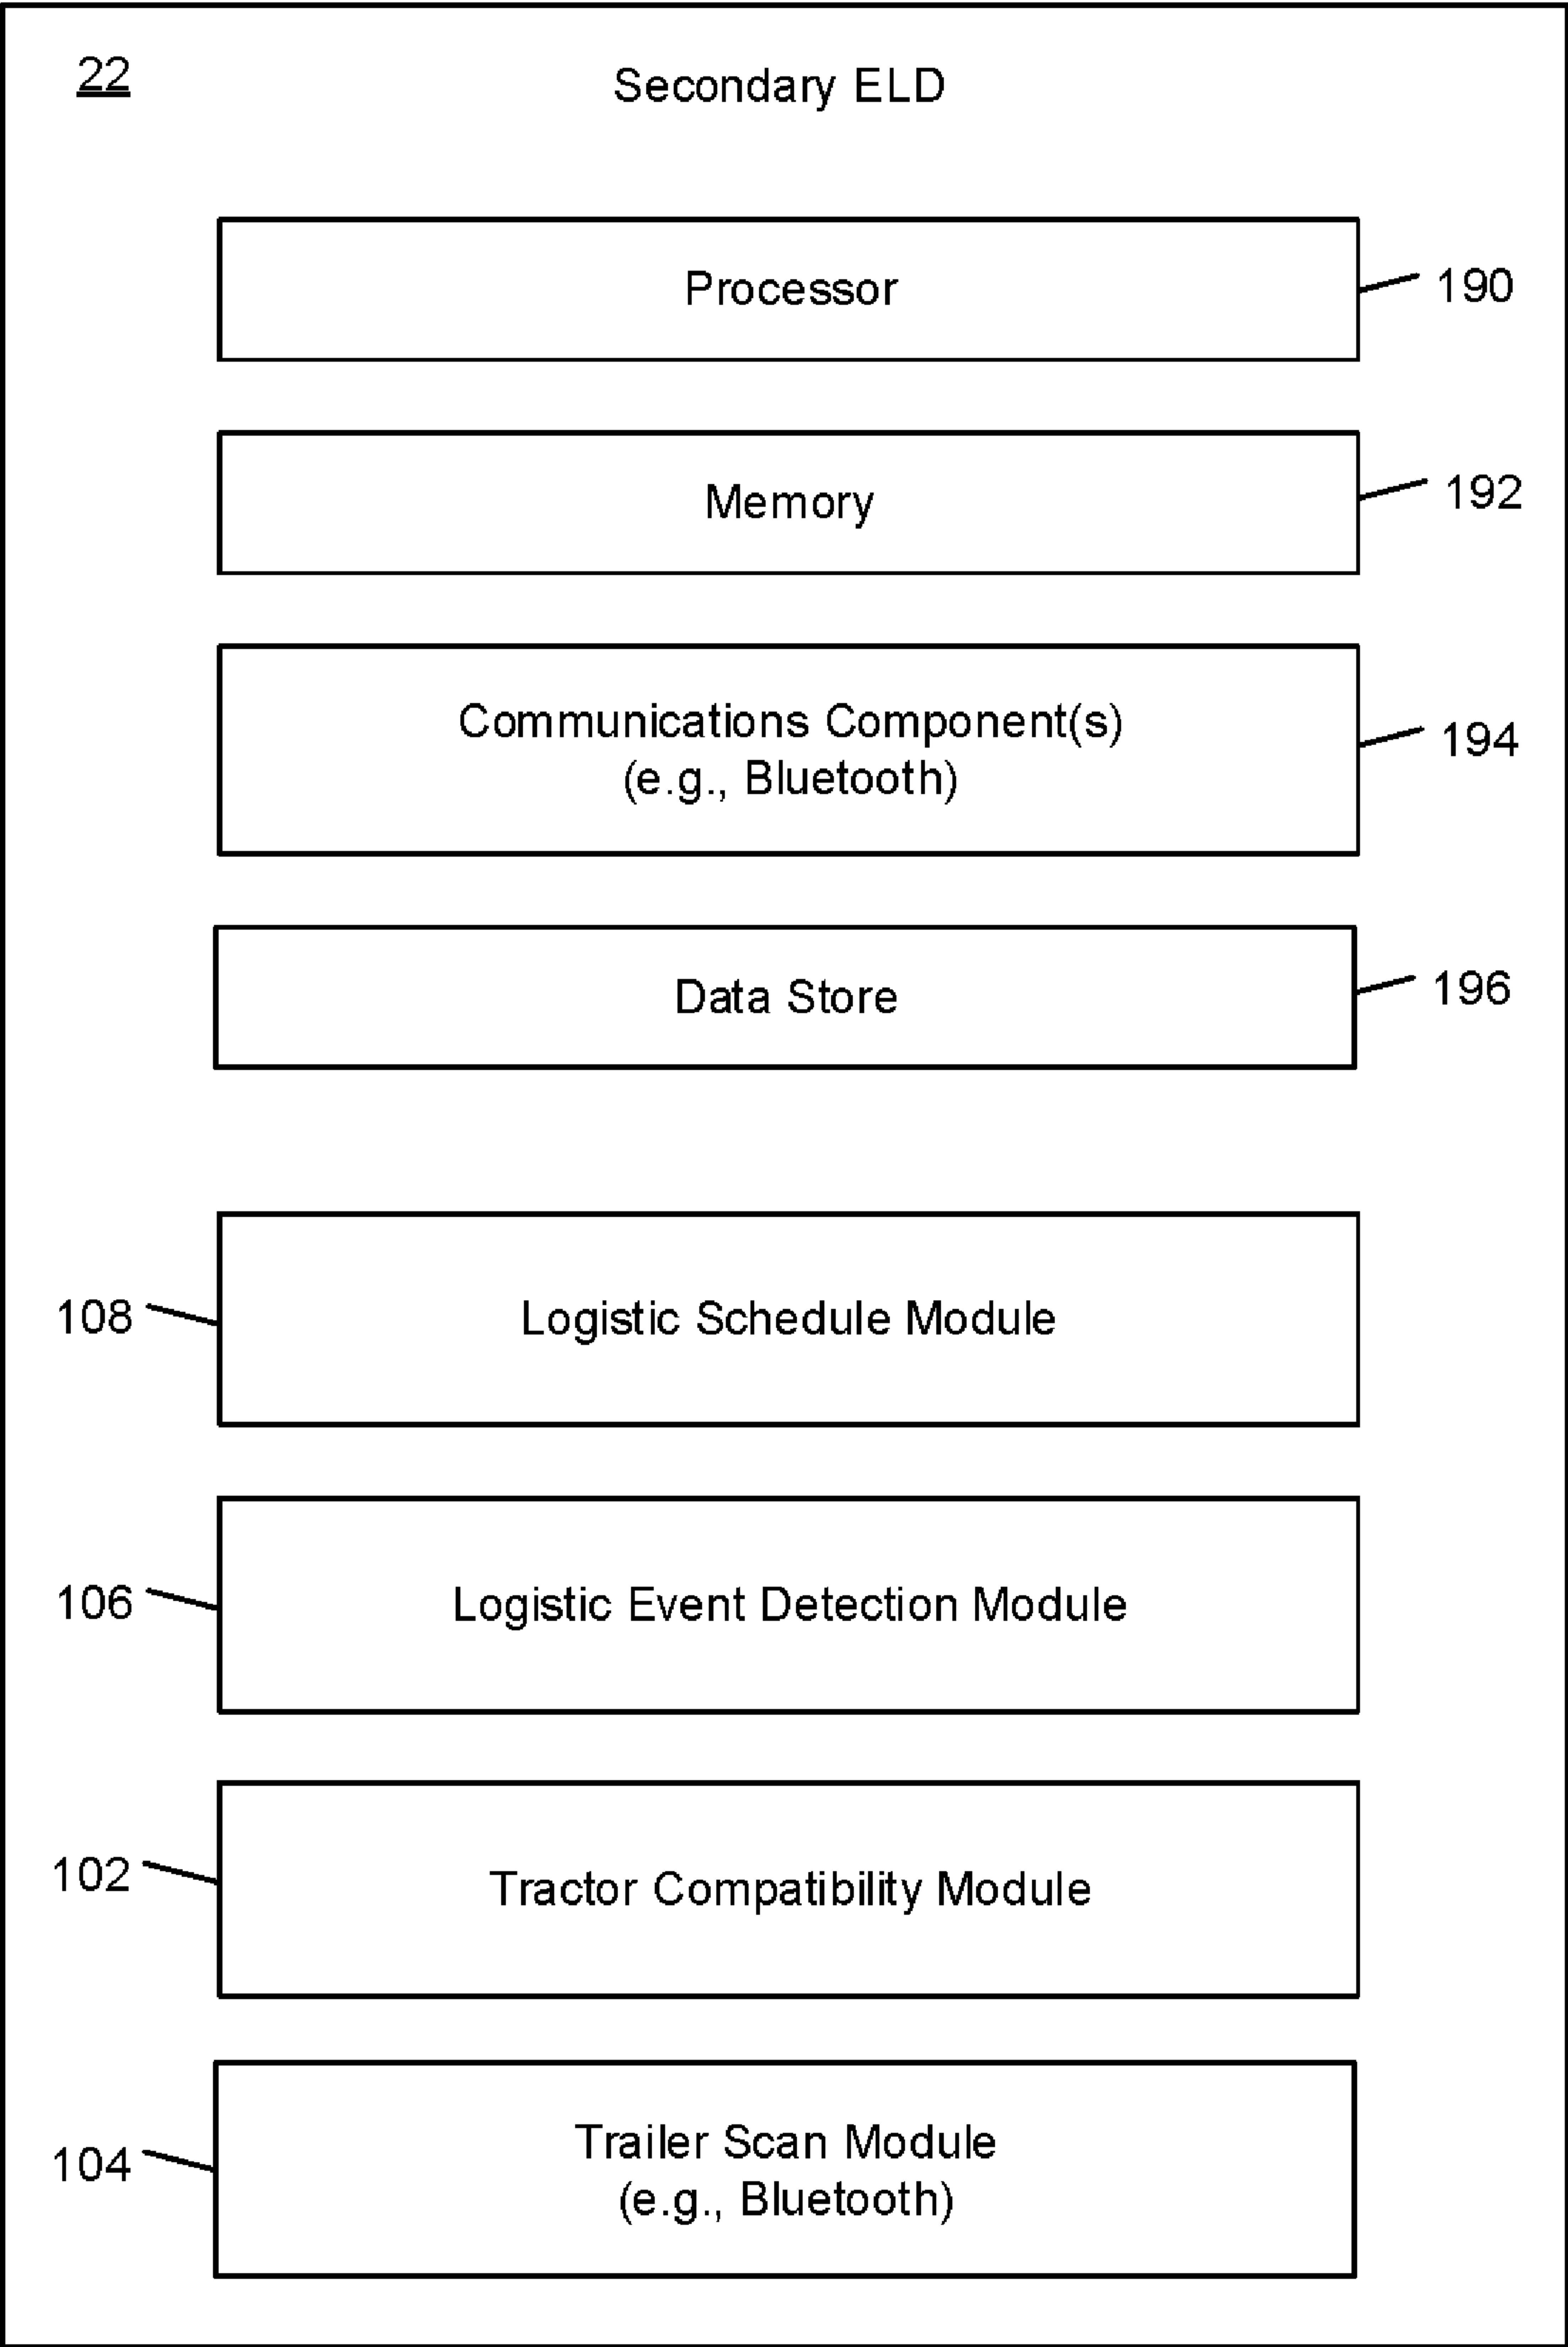 22
Secondary ELD
Processor
190
Memory
192
Communications Component(s)
(e.g., Bluetooth)
194
Data Store
196
108
Logistic Schedule Module
106
Logistic Event Detection Module
102
Tractor Compatibility Module
104
Trailer Scan Module
(e.g., Bluetooth)